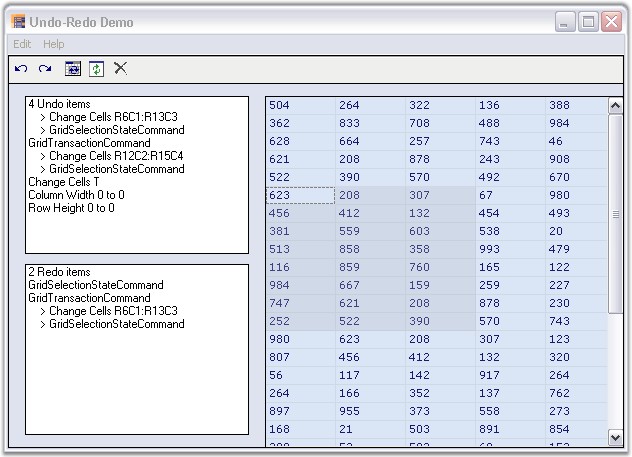 Undo-Redo Demo
Edit Help
4 Undo items
> Change Cells R6C1:R13C3
> GridSelectionStateCommand
GridTransactionCommand
> Change Cells R12C2:R15C4
> GridSelectionStateCommand
Change Cells T
Column Width 0 to 0
Row Height 0 to 0
2 Redo items
GridSelectionStateCommand
GridTransactionCommand
> Change Cells R6C1:R13C3
> GridSelectionStateCommand
504 264 322 136 388
362 833 708 488 984
628 664 257 743 46
621 208 878 243 908
522 390 570 492 670
623 208 307 67 980
456 412 132 454 493
381 559 603 538 20
513 858 358 993 479
116 859 760 165 122
984 667 159 259 227
747 621 208 878 230
252 522 390 570 743
980 623 208 307 123
807 456 412 132 320
56 117 142 917 264
264 166 352 137 762
897 955 373 558 273
168 21 503 891 854